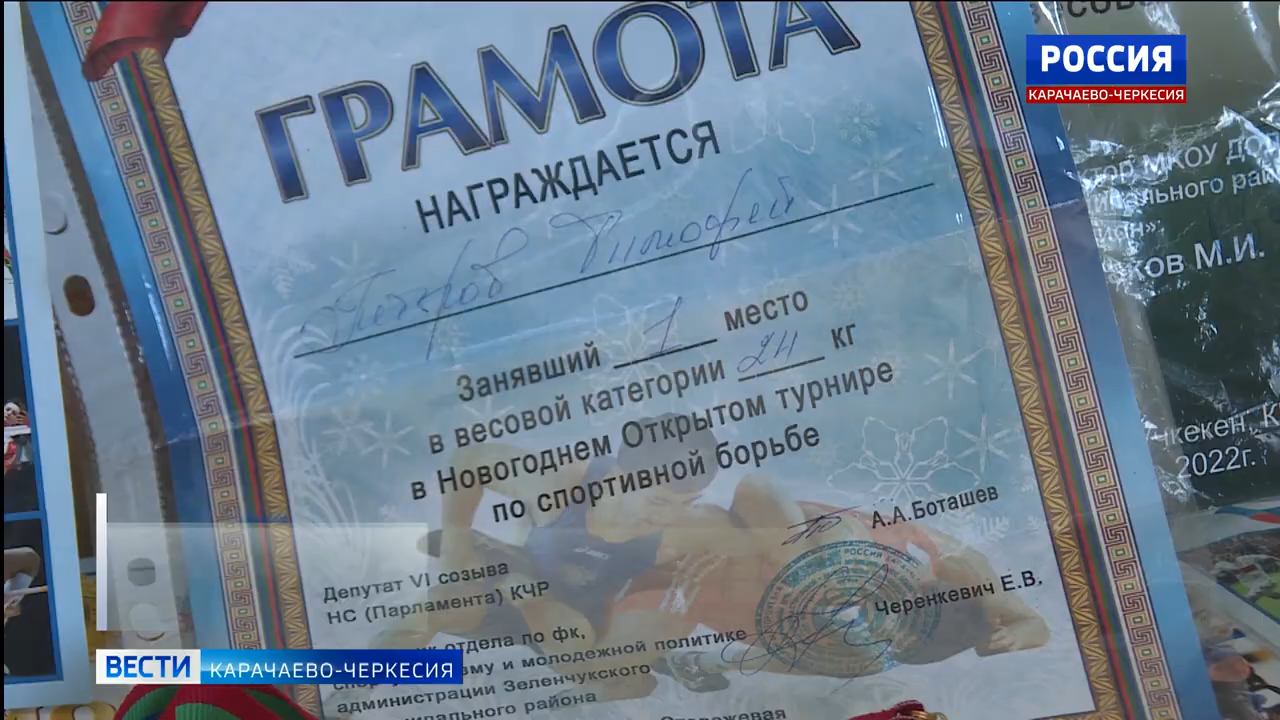 ГРАМОТА
НАГРАЖДАЕТСЯ
Тимофей
Занявший 1 место
в весовой категории 24 кг
в Новогоднем Открытом турнире
по спортивной борьбе
А.А.Боташев
Депутат VI созыва
НС (Парламента) КЧР
Черенкевич Е.В.
отдела по фк,
и молодежной политике
администрации Зеленчукского
района
РОССИЯ
КАРАЧАЕВО-ЧЕРКЕСИЯ
МКОУ
М.И.
2022г.
ВЕСТИ КАРАЧАЕВО-ЧЕРКЕСИЯ